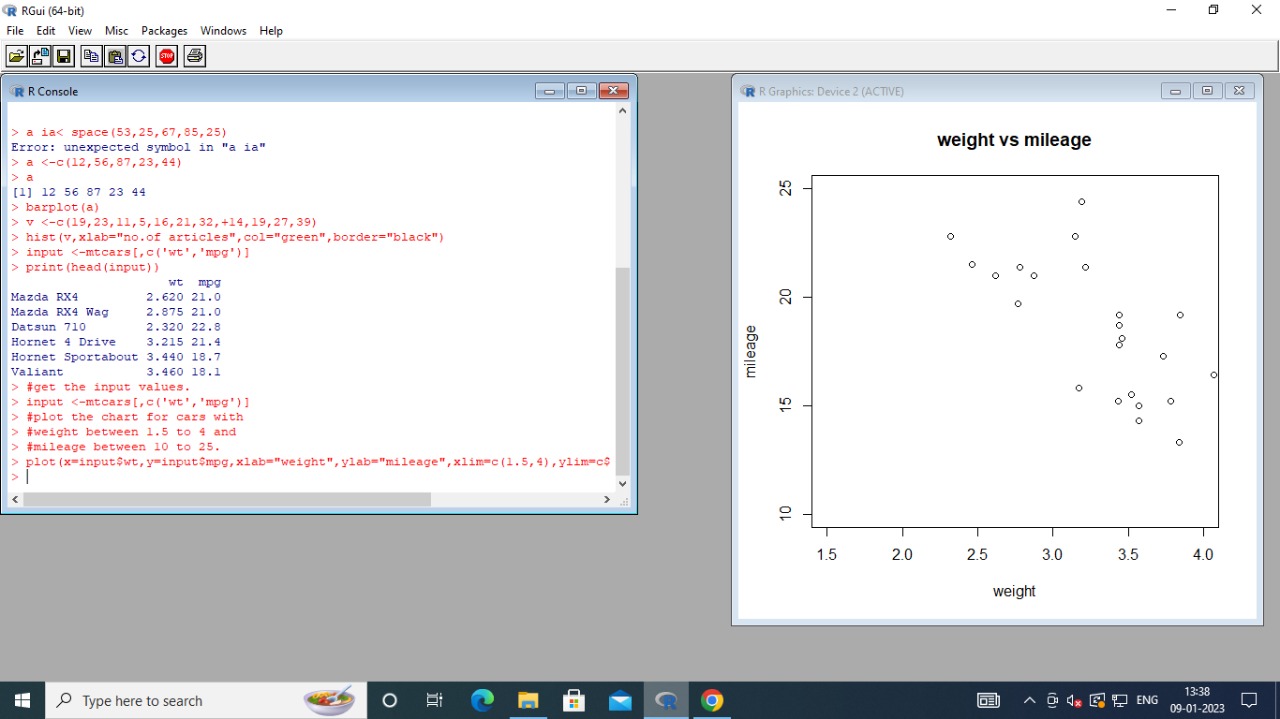 RGui (64-bit)
File Edit View Misc Packages Windows Help
STOP
R Console
> a ia< space(53,25,67,85,25)
Error: unexpected symbol in "a ia"
> a <-c(12,56,87,23,44)
> a
[1] 12 56 87 23 44
> barplot(a)
> v <-c(19,23,11,5,16,21,32,+14,19,27,39)
> hist(v,xlab="no.of articles",col="green",border="black")
> input <-mtcars[,c('wt','mpg')]
> print(head(input))
wt mpg
Mazda RX4 2.620 21.0
Mazda RX4 Wag 2.875 21.0
Datsun 710 2.320 22.8
Hornet 4 Drive 3.215 21.4
Hornet Sportabout 3.440 18.7
Valiant 3.460 18.1
> #get the input values.
> input <-mtcars[,c('wt','mpg')]
> #plot the chart for cars with
> #weight between 1.5 to 4 and
> #mileage between 10 to 25.
> plot(x=input$wt,y=input$mpg,xlab="weight",ylab="mileage",xlim=c(1.5,4),ylim=c$
>
R Graphics: Device 2 (ACTIVE)
weight vs mileage
25
20
15
10
mileage
1.5 2.0 2.5 3.0 3.5 4.0
weight
Type here to search
ENG
13:38
09-01-2023